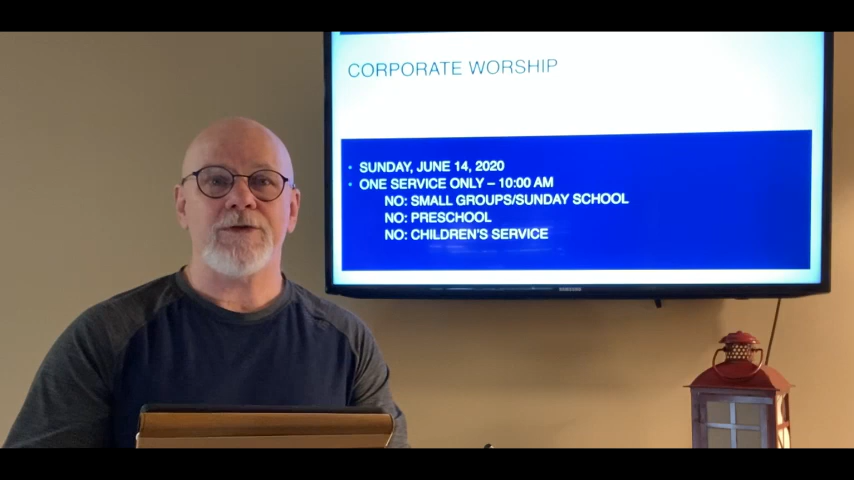 CORPORATE WORSHIP
• SUNDAY, JUNE 14, 2020
• ONE SERVICE ONLY – 10:00 AM
NO: SMALL GROUPS/SUNDAY SCHOOL
NO: PRESCHOOL
NO: CHILDREN'S SERVICE